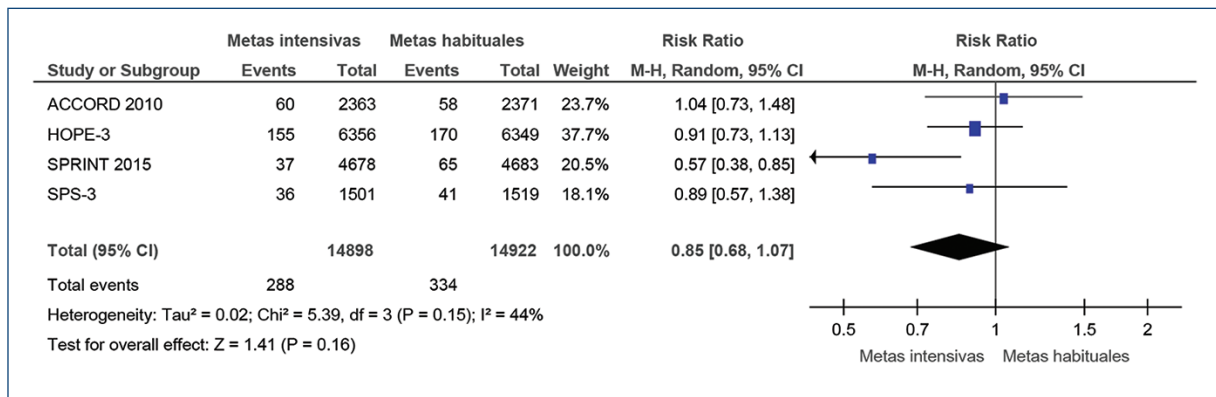 Metas intensivas Metas habituales Risk Ratio Risk Ratio
Study or Subgroup Events Total Events Total Weight M-H, Random, 95% CI M-H, Random, 95% CI
ACCORD 2010 60 2363 58 2371 23.7% 1.04 [0.73, 1.48]
HOPE-3 155 6356 170 6349 37.7% 0.91 [0.73, 1.13]
SPRINT 2015 37 4678 65 4683 20.5% 0.57 [0.38, 0.85]
SPS-3 36 1501 41 1519 18.1% 0.89 [0.57, 1.38]
Total (95% CI) 14898 14922 100.0% 0.85 [0.68, 1.07]
Total events 288 334
Heterogeneity: Tau² = 0.02; Chi² = 5.39, df = 3 (P = 0.15); I² = 44%
Test for overall effect: Z = 1.41 (P = 0.16)
0.5 0.7 1 1.5 2
Metas intensivas Metas habituales